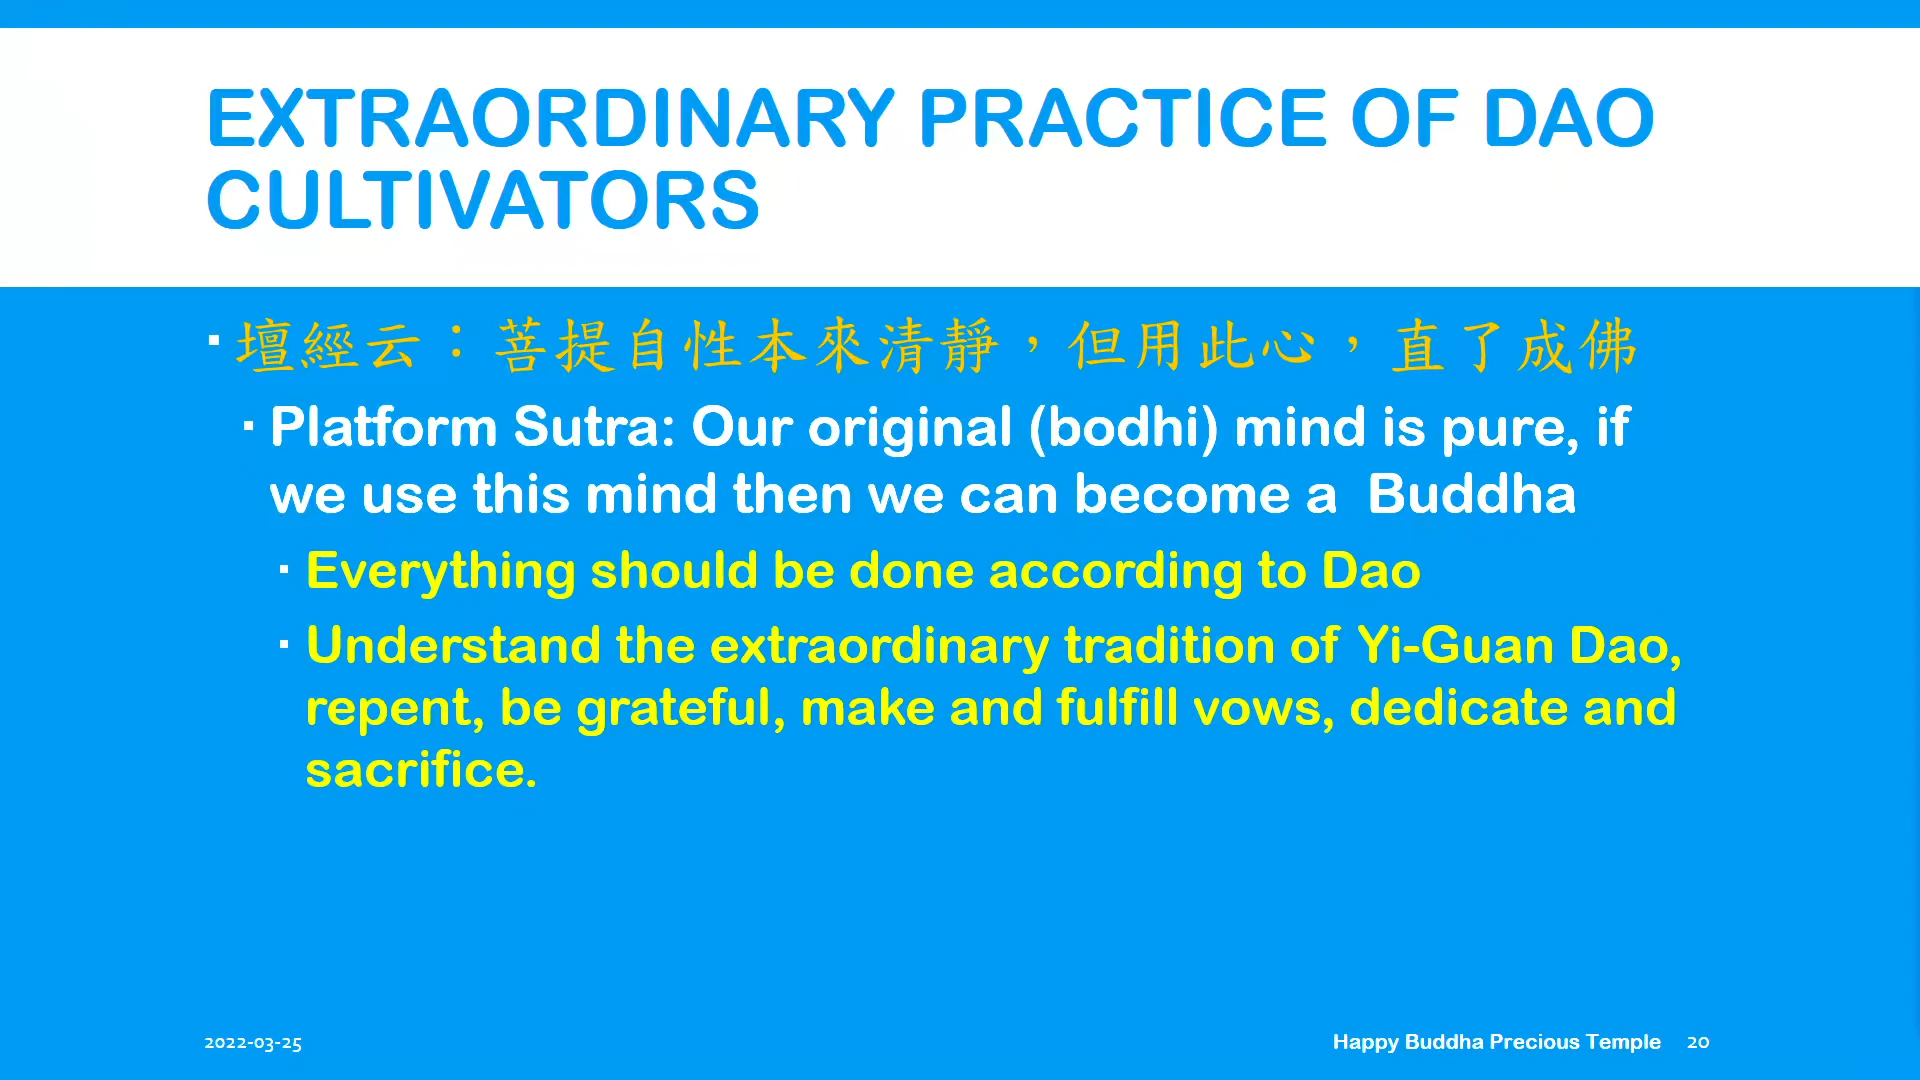 EXTRAORDINARY PRACTICE OF DAO
CULTIVATORS
壇經云：菩提自性本來清靜，但用此心，直了成佛
Platform Sutra: Our original (bodhi) mind is pure, if
we use this mind then we can become a Buddha
Everything should be done according to Dao
Understand the extraordinary tradition of Yi-Guan Dao,
repent, be grateful, make and fulfill vows, dedicate and
sacrifice.
2022-03-25
Happy Buddha Precious Temple 20